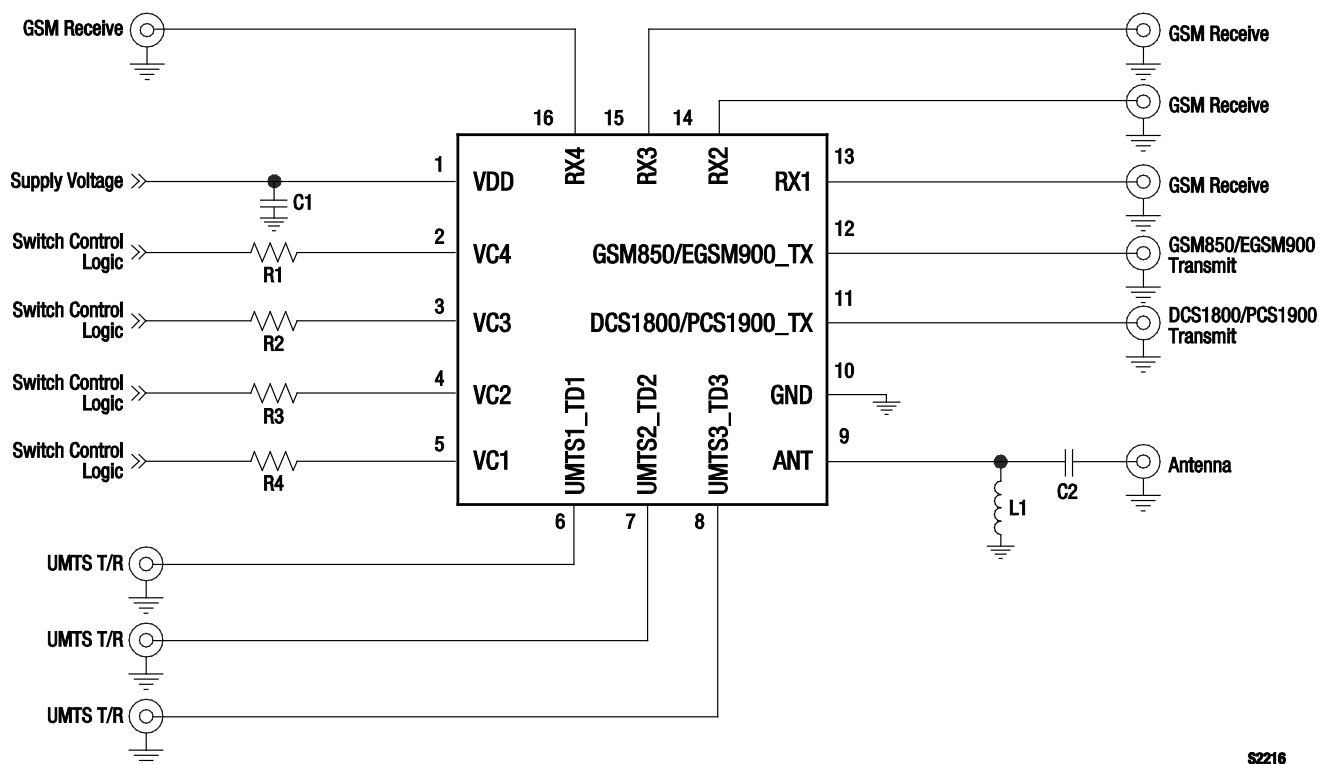 GSM Receive
GSM Receive
GSM Receive
16
15
14
RX4
RX3
RX2
Supply Voltage
1
VDD
C1
RX1
13
GSM Receive
Switch Control
Logic
R1
2
VC4
GSM850/EGSM900_TX
12
GSM850/EGSM900
Transmit
Switch Control
Logic
R2
3
VC3
DCS1800/PCS1900_TX
11
DCS1800/PCS1900
Transmit
Switch Control
Logic
R3
4
VC2
GND
10
Switch Control
Logic
R4
5
VC1
UMTS1_TD1
UMTS2_TD2
UMTS3_TD3
ANT
9
L1
C2
Antenna
6
7
8
UMTS T/R
UMTS T/R
UMTS T/R
S2216